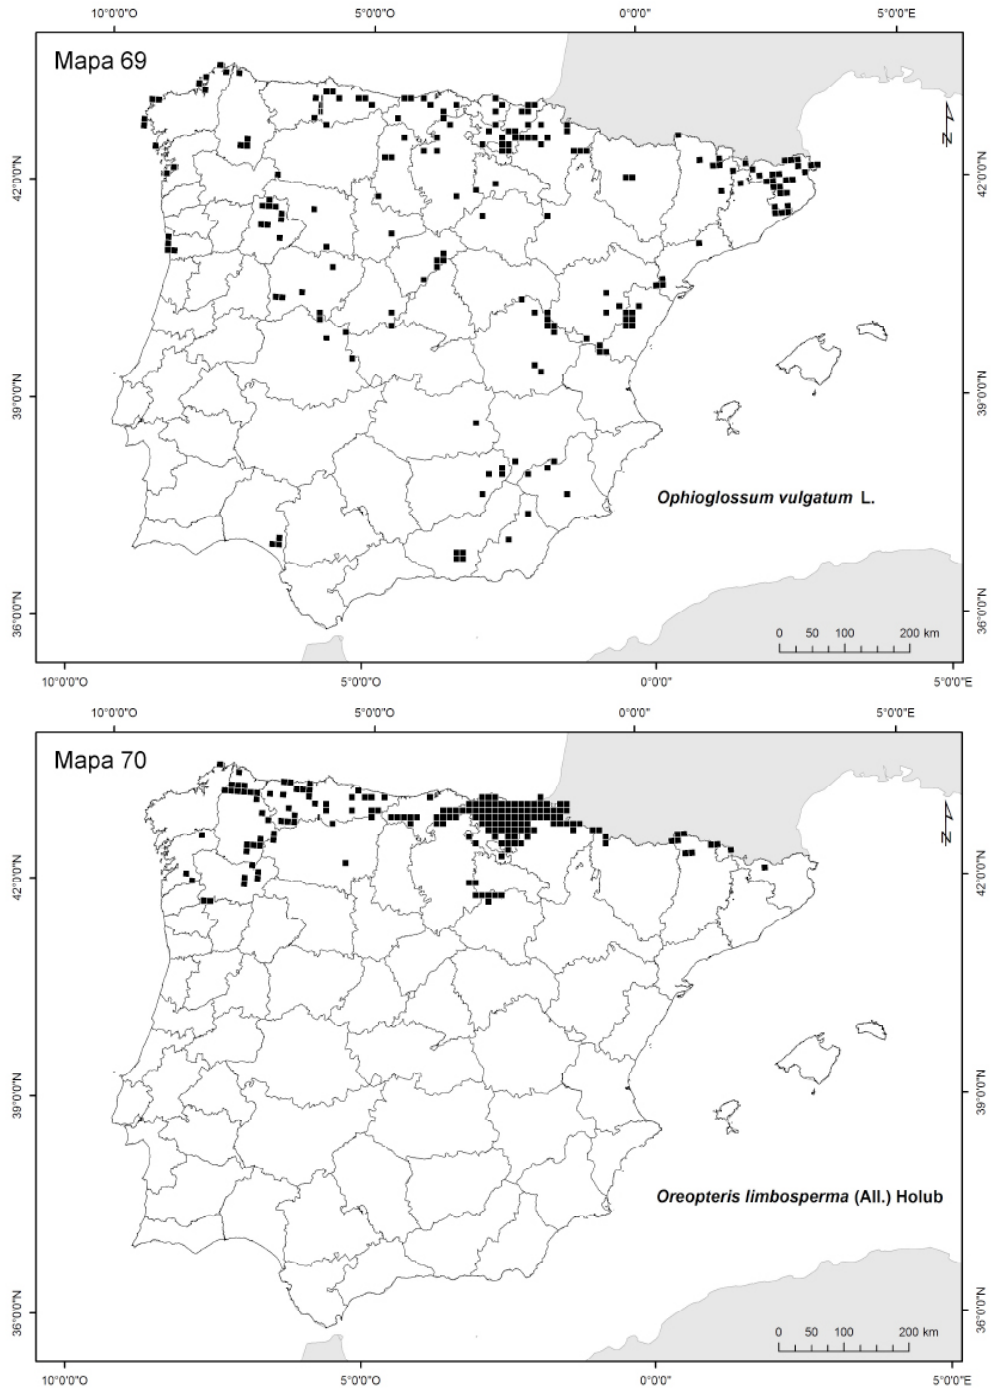 10°0'0"O 5°0'0"O 0°0'0" 5°0'0"E
Mapa 69
N
42°0'0"N 42°0'0"N
39°0'0"N 39°0'0"N
Ophioglossum vulgatum L.
36°0'0"N 36°0'0"N
0 50 100 200 km
10°0'0"O 5°0'0"O 0°0'0" 5°0'0"E
10°0'0"O 5°0'0"O 0°0'0" 5°0'0"E
Mapa 70
N
42°0'0"N 42°0'0"N
39°0'0"N 39°0'0"N
Oreopteris limbosperma (All.) Holub
36°0'0"N 36°0'0"N
0 50 100 200 km
10°0'0"O 5°0'0"O 0°0'0" 5°0'0"E